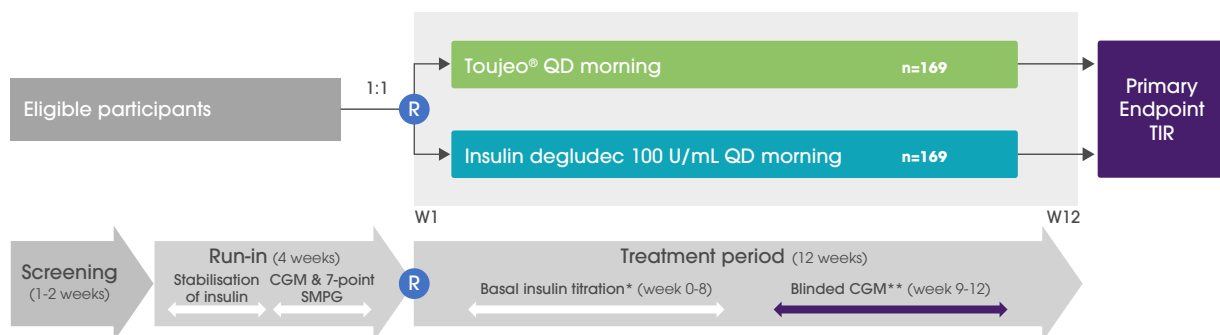 Toujeo® QD morning n=169
1:1
Eligible participants
R
Primary
Endpoint
TIR
Insulin degludec 100 U/mL QD morning n=169
W1
W12
Screening
(1-2 weeks)
Run-in (4 weeks)
Stabilisation
of insulin
CGM & 7-point
SMPG
R
Treatment period (12 weeks)
Basal insulin titration* (week 0-8)
Blinded CGM** (week 9-12)